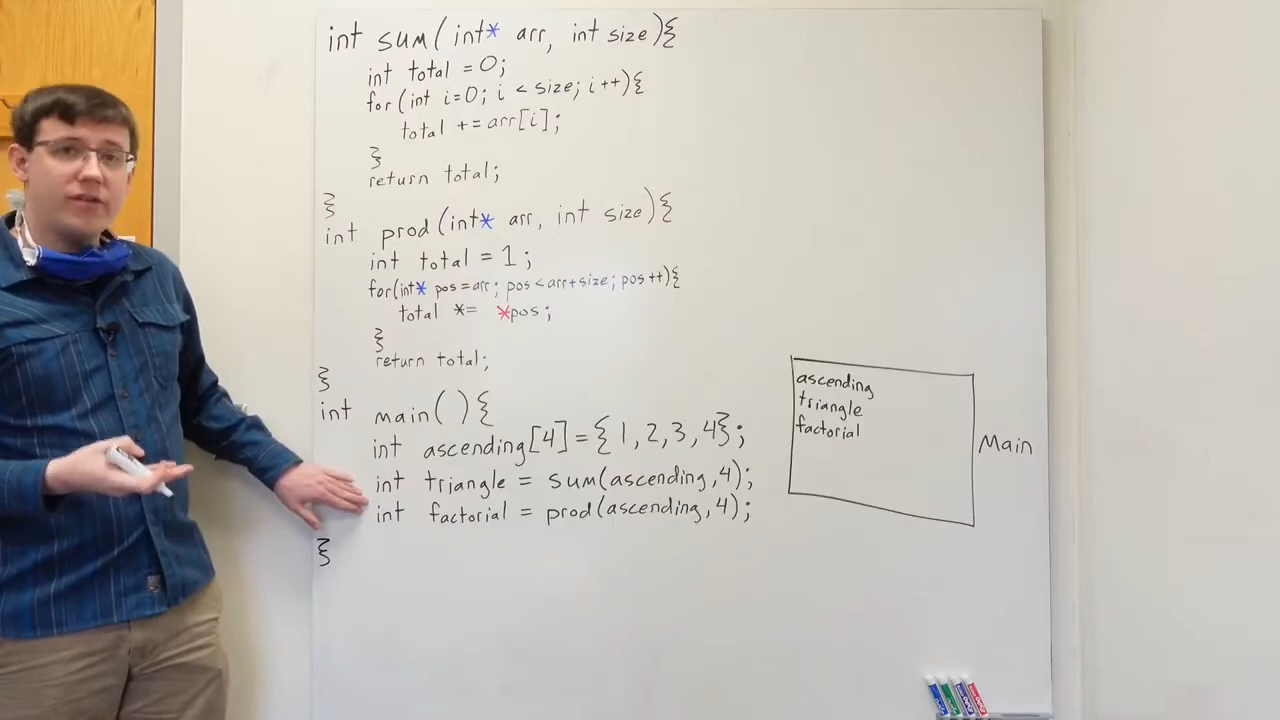 int sum(int* arr, int size){
int total = 0;
for(int i=0; i < size; i++){
total += arr[i];
}
return total;
}
int prod(int* arr, int size){
int total = 1;
for(int* pos=arr; pos<arr+size; pos++){
total *= *pos;
}
return total;
}
int main(){
int ascending[4] = {1,2,3,4};
int triangle = sum(ascending,4);
int factorial = prod(ascending,4);
}
ascending
triangle
factorial
Main